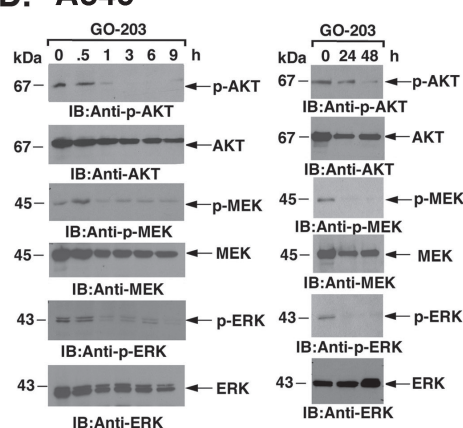 GO-203
kDa 0 .5 1 3 6 9 h
67 p-AKT
IB:Anti-p-AKT
67 AKT
IB:Anti-AKT
45 p-MEK
IB:Anti-p-MEK
45 MEK
IB:Anti-MEK
43 p-ERK
IB:Anti-p-ERK
43 ERK
IB:Anti-ERK
GO-203
kDa 0 24 48 h
67 p-AKT
IB:Anti-p-AKT
67 AKT
IB:Anti-AKT
45 p-MEK
IB:Anti-p-MEK
45 MEK
IB:Anti-MEK
43 p-ERK
IB:Anti-p-ERK
43 ERK
IB:Anti-ERK